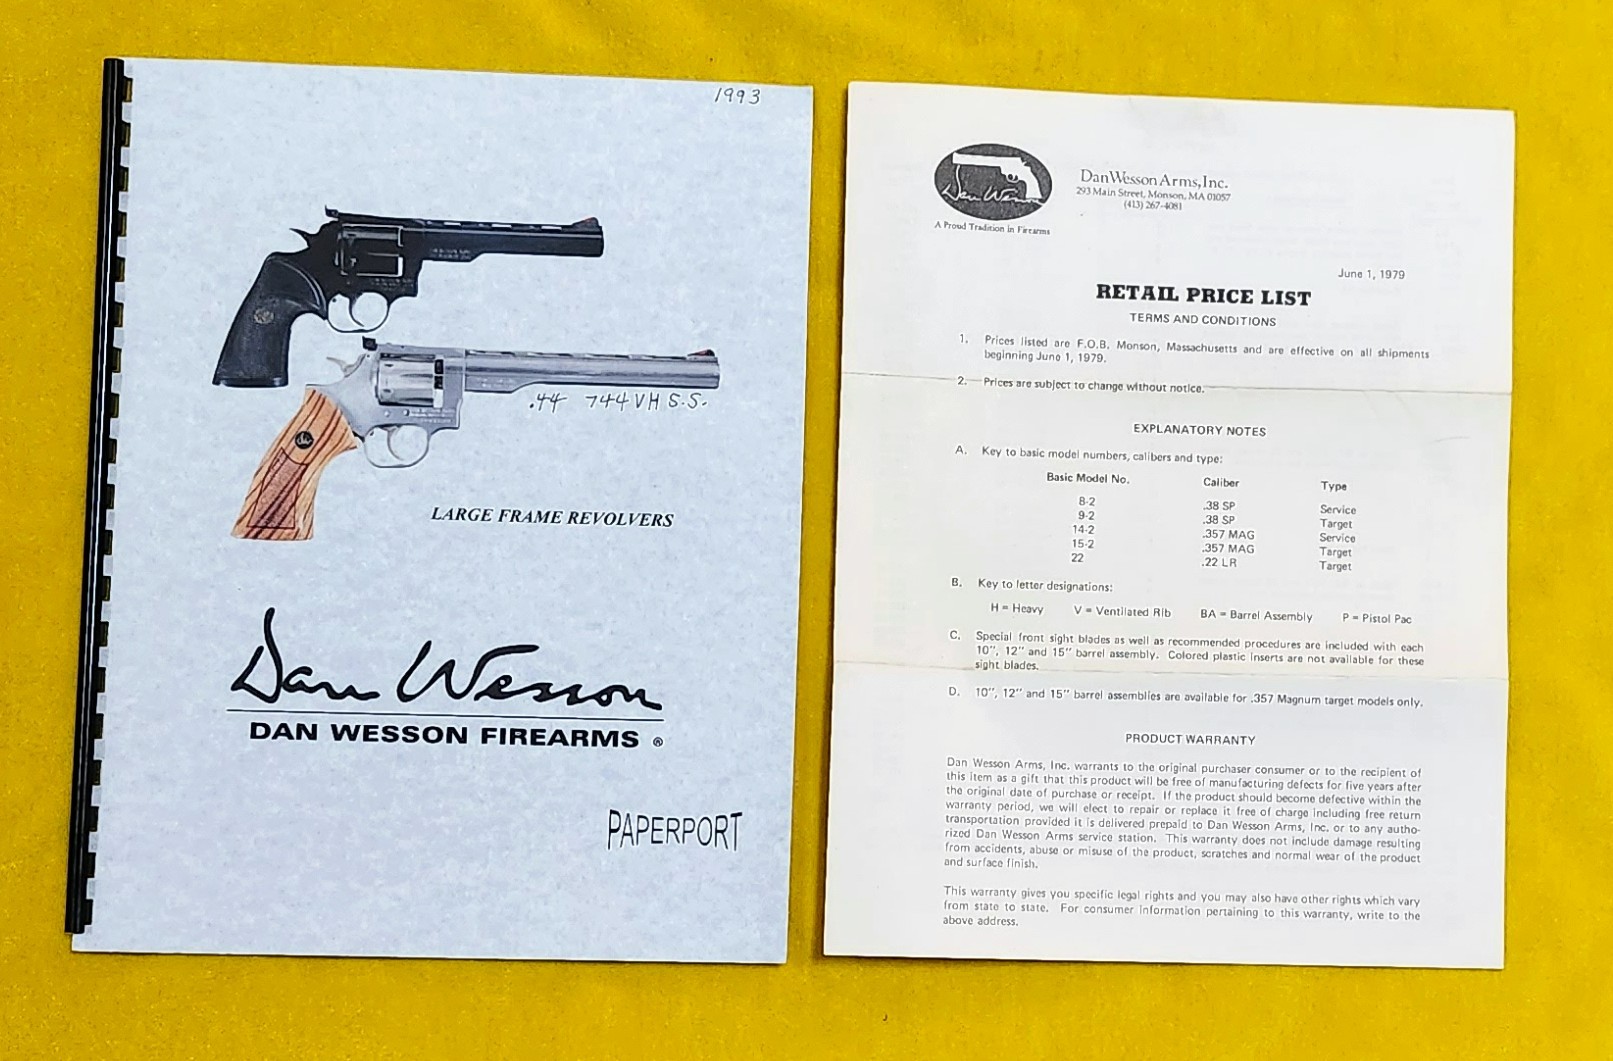 1993
.44 744VH S.S.
LARGE FRAME REVOLVERS
Dan Wesson
DAN WESSON FIREARMS ®
PAPERPORT
Dan Wesson
A Proud Tradition in Firearms
Dan Wesson Arms, Inc.
293 Main Street, Monson, MA 01057
(413) 267-4081
June 1, 1979
RETAIL PRICE LIST
TERMS AND CONDITIONS
1. Prices listed are F.O.B. Monson, Massachusetts and are effective on all shipments
beginning June 1, 1979.
2. Prices are subject to change without notice.
EXPLANATORY NOTES
A. Key to basic model numbers, calibers and type:
Basic Model No. Caliber Type
8-2 .38 SP Service
9-2 .38 SP Target
14-2 .357 MAG Service
15-2 .357 MAG Target
22 .22 LR Target
B. Key to letter designations:
H = Heavy V = Ventilated Rib BA = Barrel Assembly P = Pistol Pac
C. Special front sight blades as well as recommended procedures are included with each
10", 12" and 15" barrel assembly. Colored plastic inserts are not available for these
sight blades.
D. 10", 12" and 15" barrel assemblies are available for .357 Magnum target models only.
PRODUCT WARRANTY
Dan Wesson Arms, Inc. warrants to the original purchaser consumer or to the recipient of
this item as a gift that this product will be free of manufacturing defects for five years after
the original date of purchase or receipt. If the product should become defective within the
warranty period, we will elect to repair or replace it free of charge including free return
transportation provided it is delivered prepaid to Dan Wesson Arms, Inc. or to any autho-
rized Dan Wesson Arms service station. This warranty does not include damage resulting
from accidents, abuse or misuse of the product, scratches and normal wear of the product
and surface finish.
This warranty gives you specific legal rights and you may also have other rights which vary
from state to state. For consumer information pertaining to this warranty, write to the
above address.